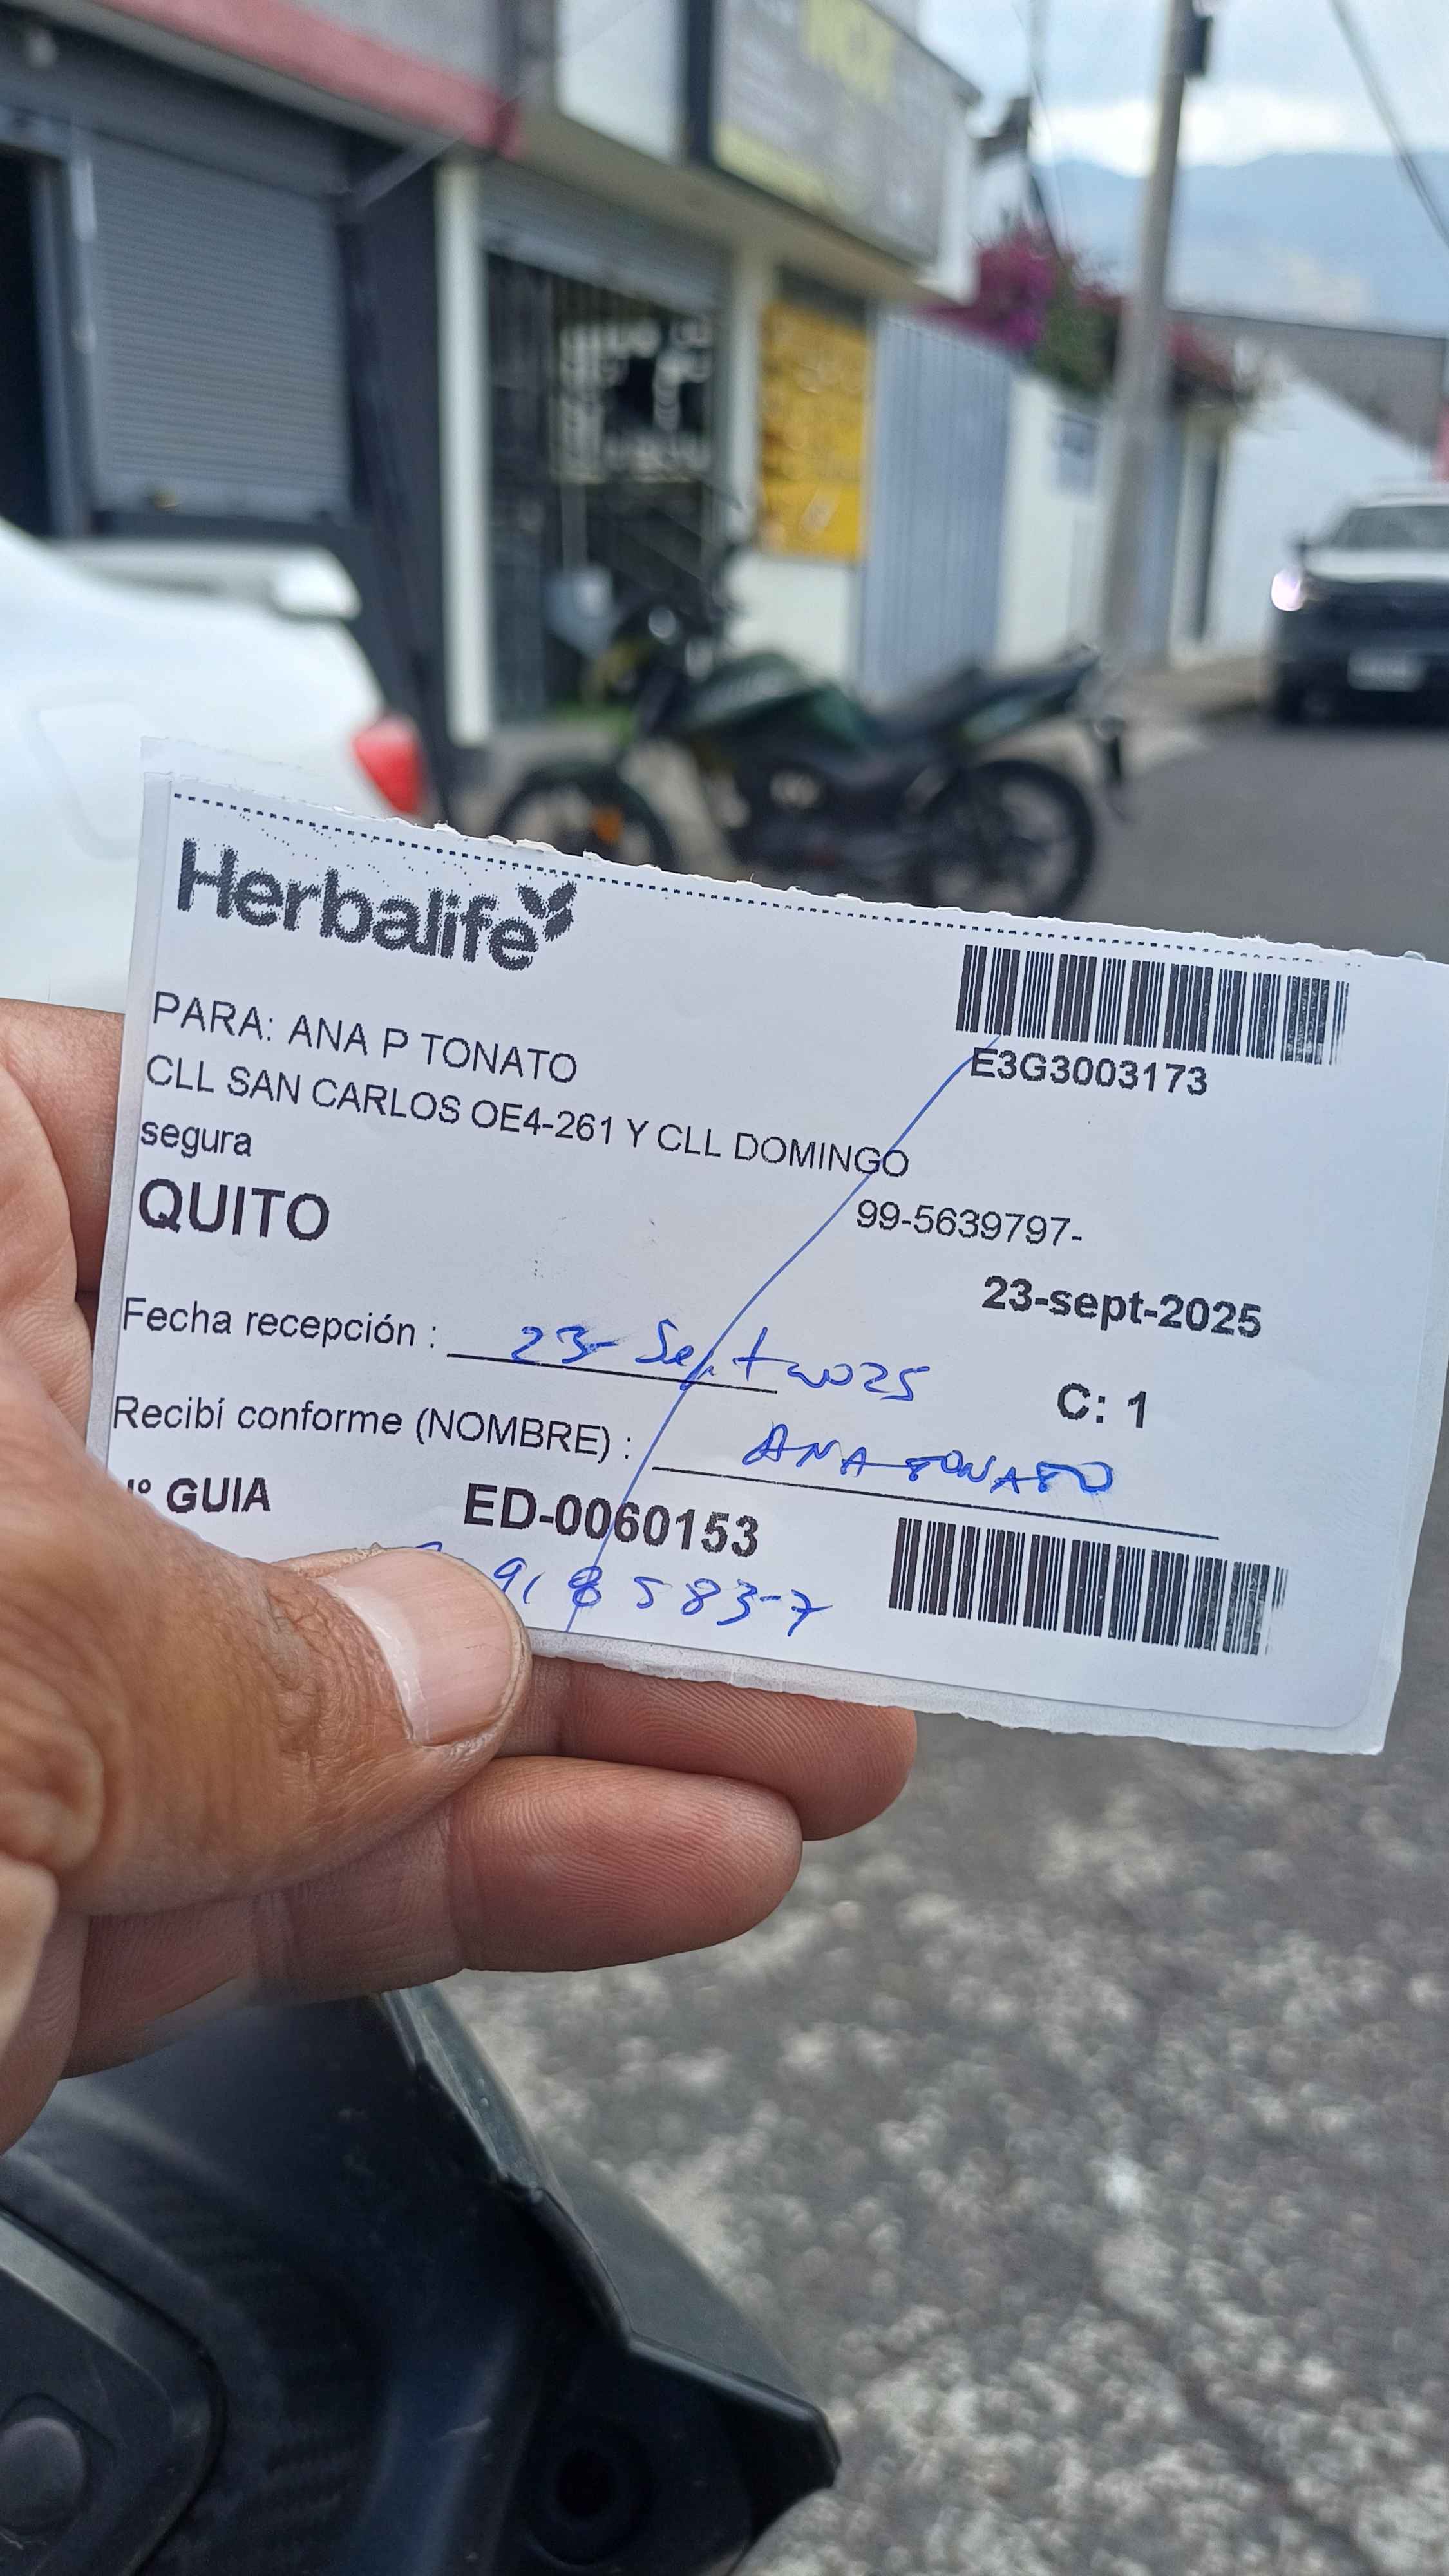 Herbalife
E3G3003173
PARA: ANA P TONATO
CLL SAN CARLOS OE4-261 Y CLL DOMINGO
segura
99-5639797-
QUITO
23-sept-2025
Fecha recepción : 23- Sept 2025
C: 1
Recibí conforme (NOMBRE) : ANA TONATO
N° GUIA ED-0060153
918583-7